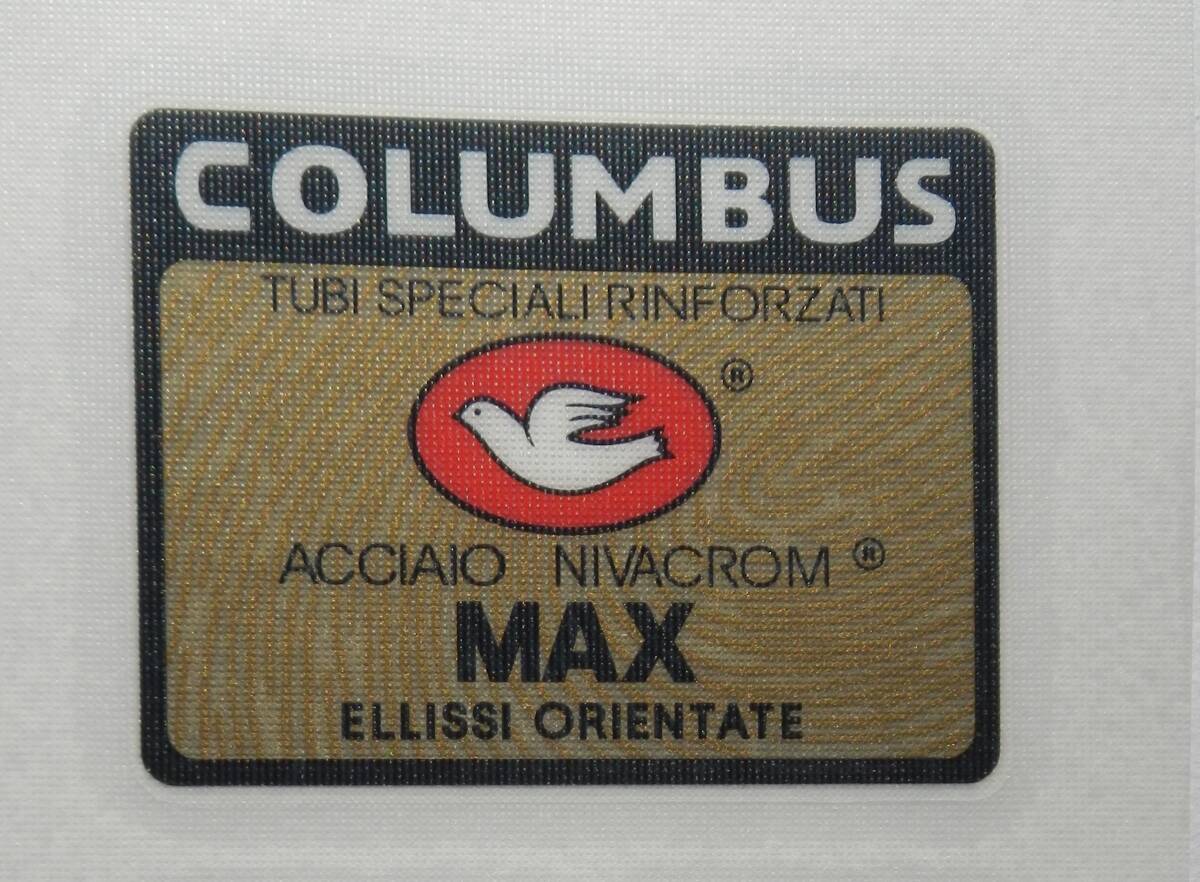 COLUMBUS
TUBI SPECIALI RINFORZATI
®
ACCIAIO NIVACROM ®
MAX
ELLISSI ORIENTATE